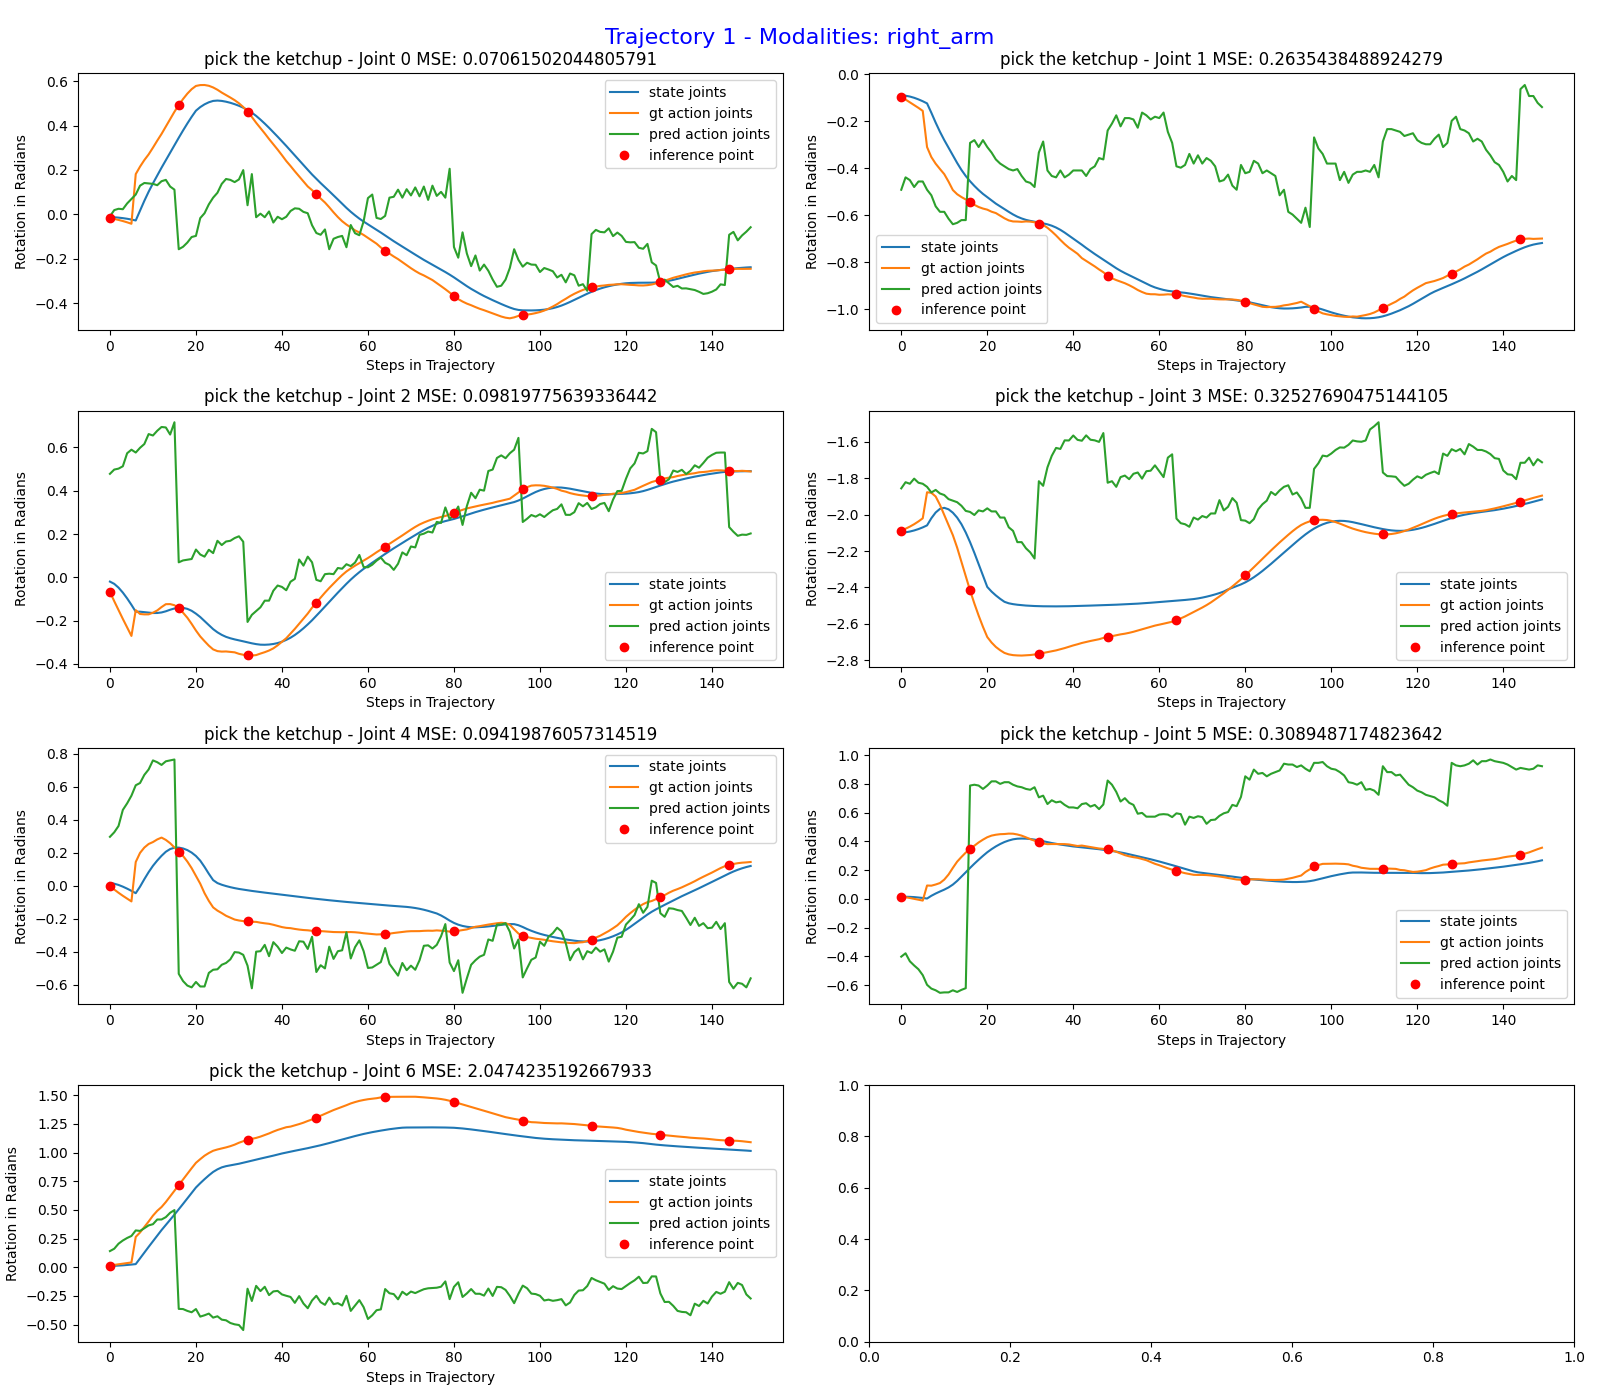 Trajectory 1 - Modalities: right_arm
pick the ketchup - Joint 0 MSE: 0.07061502044805791
0.6
0.4
0.2
0.0
−0.2
−0.4
Rotation in Radians
state joints
gt action joints
pred action joints
inference point
0 20 40 60 80 100 120 140
Steps in Trajectory
pick the ketchup - Joint 1 MSE: 0.2635438488924279
0.0
−0.2
−0.4
−0.6
−0.8
−1.0
Rotation in Radians
state joints
gt action joints
pred action joints
inference point
0 20 40 60 80 100 120 140
Steps in Trajectory
pick the ketchup - Joint 2 MSE: 0.09819775639336442
0.6
0.4
0.2
0.0
−0.2
−0.4
Rotation in Radians
state joints
gt action joints
pred action joints
inference point
0 20 40 60 80 100 120 140
Steps in Trajectory
pick the ketchup - Joint 3 MSE: 0.32527690475144105
−1.6
−1.8
−2.0
−2.2
−2.4
−2.6
−2.8
Rotation in Radians
state joints
gt action joints
pred action joints
inference point
0 20 40 60 80 100 120 140
Steps in Trajectory
pick the ketchup - Joint 4 MSE: 0.09419876057314519
0.8
0.6
0.4
0.2
0.0
−0.2
−0.4
−0.6
Rotation in Radians
state joints
gt action joints
pred action joints
inference point
0 20 40 60 80 100 120 140
Steps in Trajectory
pick the ketchup - Joint 5 MSE: 0.3089487174823642
1.0
0.8
0.6
0.4
0.2
0.0
−0.2
−0.4
−0.6
Rotation in Radians
state joints
gt action joints
pred action joints
inference point
0 20 40 60 80 100 120 140
Steps in Trajectory
pick the ketchup - Joint 6 MSE: 2.0474235192667933
1.50
1.25
1.00
0.75
0.50
0.25
0.00
−0.25
−0.50
Rotation in Radians
state joints
gt action joints
pred action joints
inference point
0 20 40 60 80 100 120 140
Steps in Trajectory
1.0
0.8
0.6
0.4
0.2
0.0
0.0 0.2 0.4 0.6 0.8 1.0